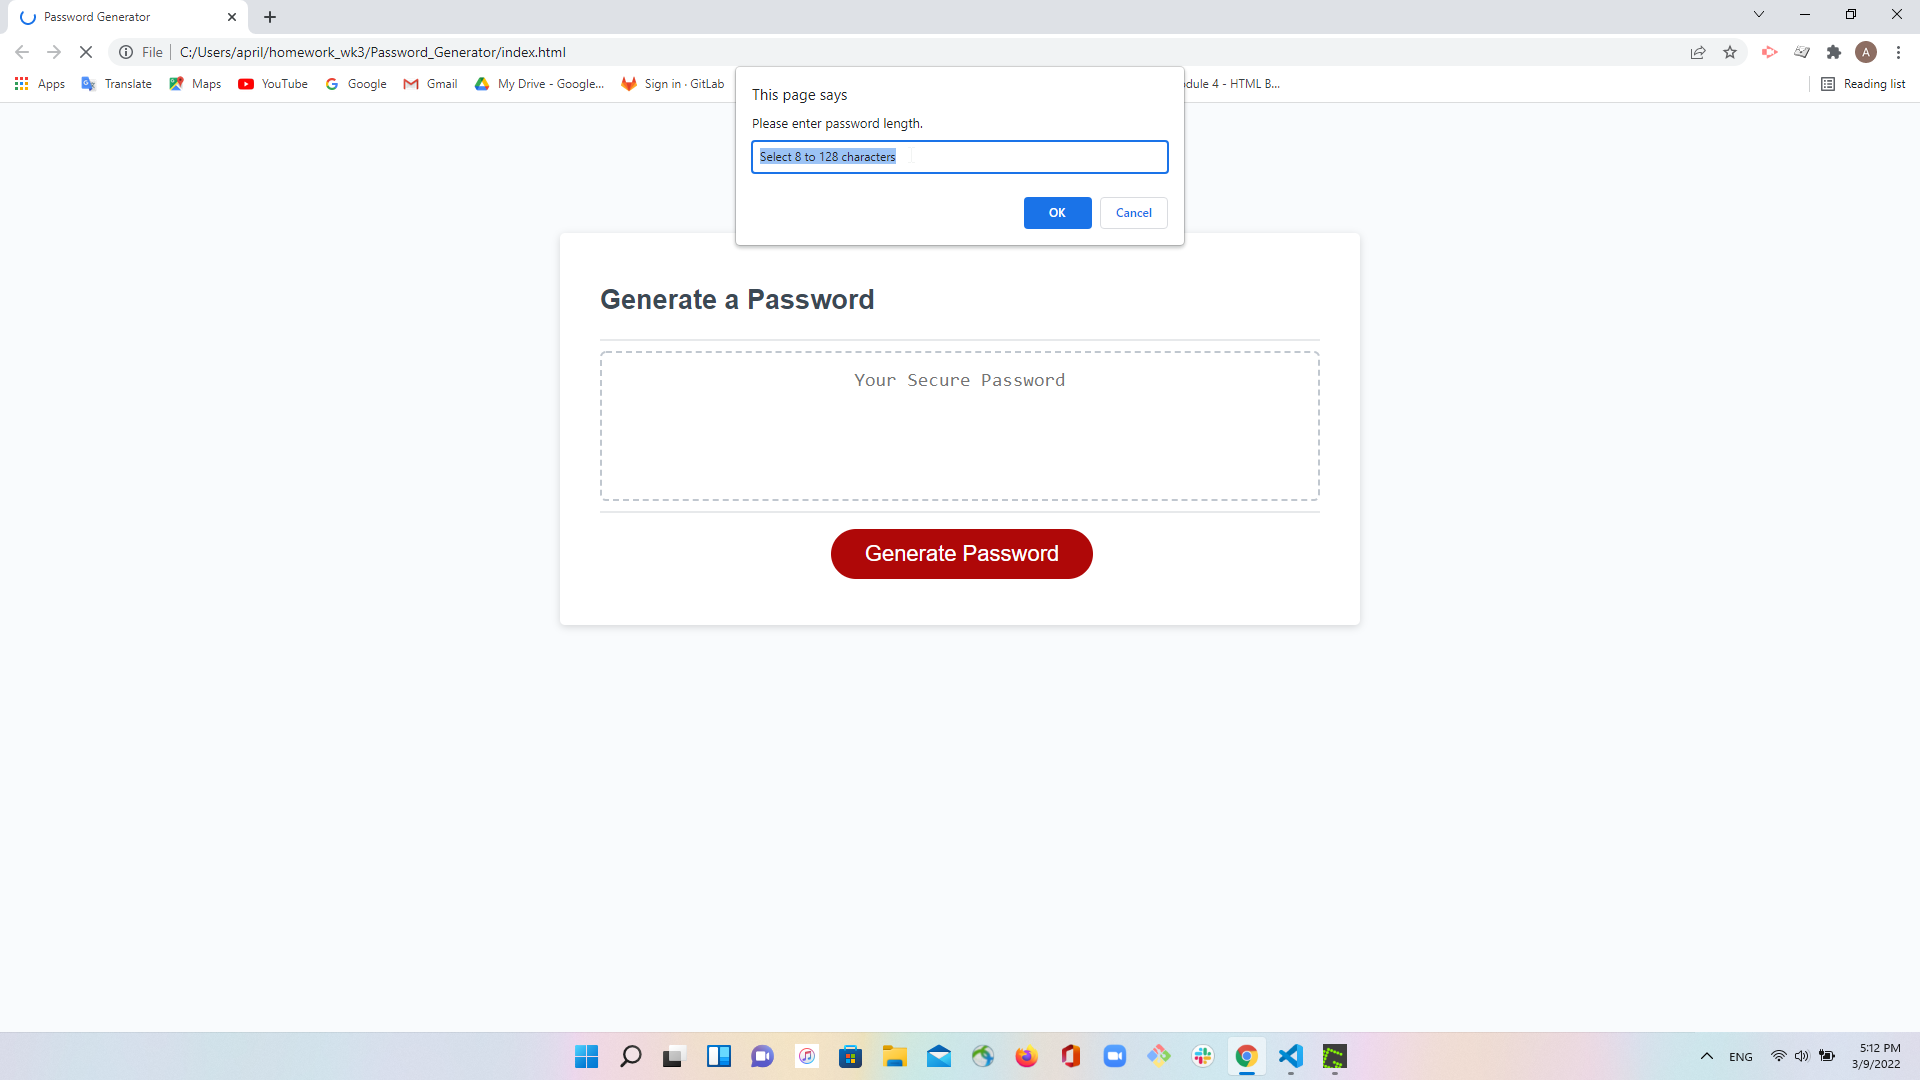 Password Generator
File C:/Users/april/homework_wk3/Password_Generator/index.html
A
Apps Translate Maps YouTube Google Gmail My Drive - Google... Sign in · GitLab dule 4 - HTML B... Reading list
This page says
Please enter password length.
Select 8 to 128 characters
OK Cancel
Generate a Password
Your Secure Password
Generate Password
ENG
5:12 PM
3/9/2022